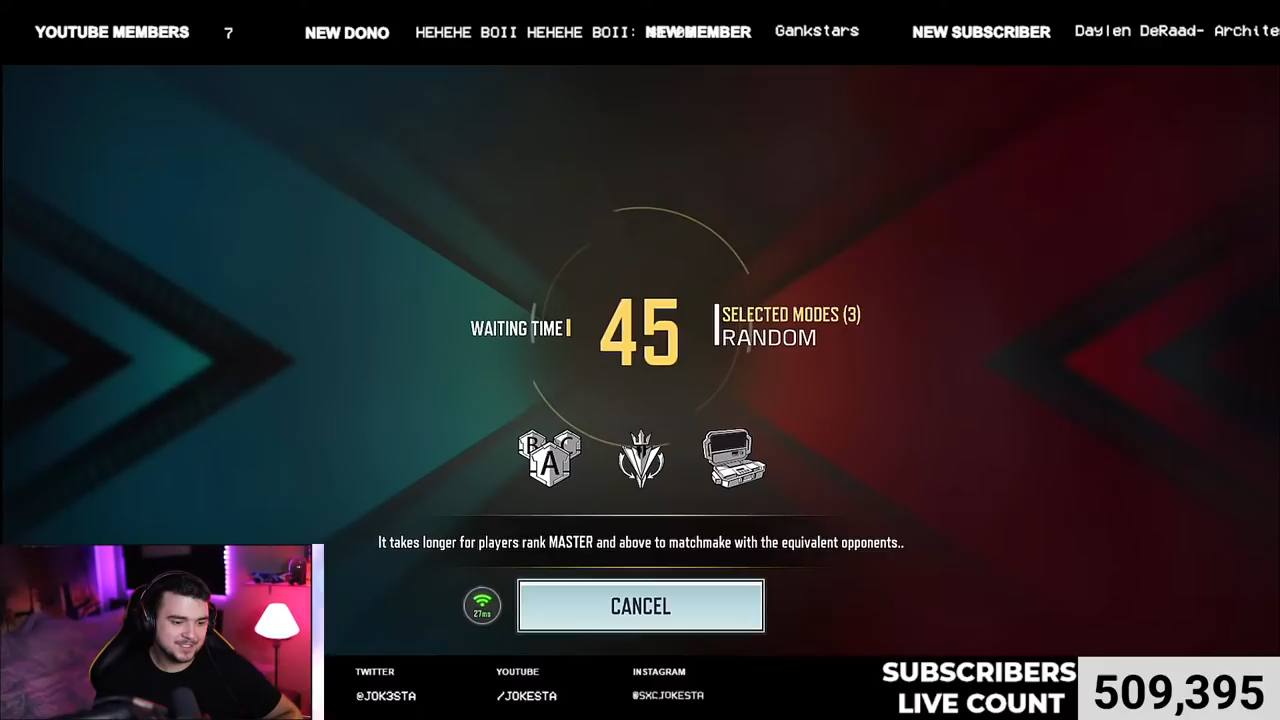 YOUTUBE MEMBERS 7 NEW DONO HEHEHE BOII HEHEHE BOII: NEW MEMBER Gankstars NEW SUBSCRIBER Daylen DeRaad- Archite
WAITING TIME 45 SELECTED MODES (3)
RANDOM
B A C
It takes longer for players rank MASTER and above to matchmake with the equivalent opponents..
27ms CANCEL
TWITTER YOUTUBE INSTAGRAM
@JOK3STA /JOKESTA @SXCJOKESTA
SUBSCRIBERS
LIVE COUNT 509,395